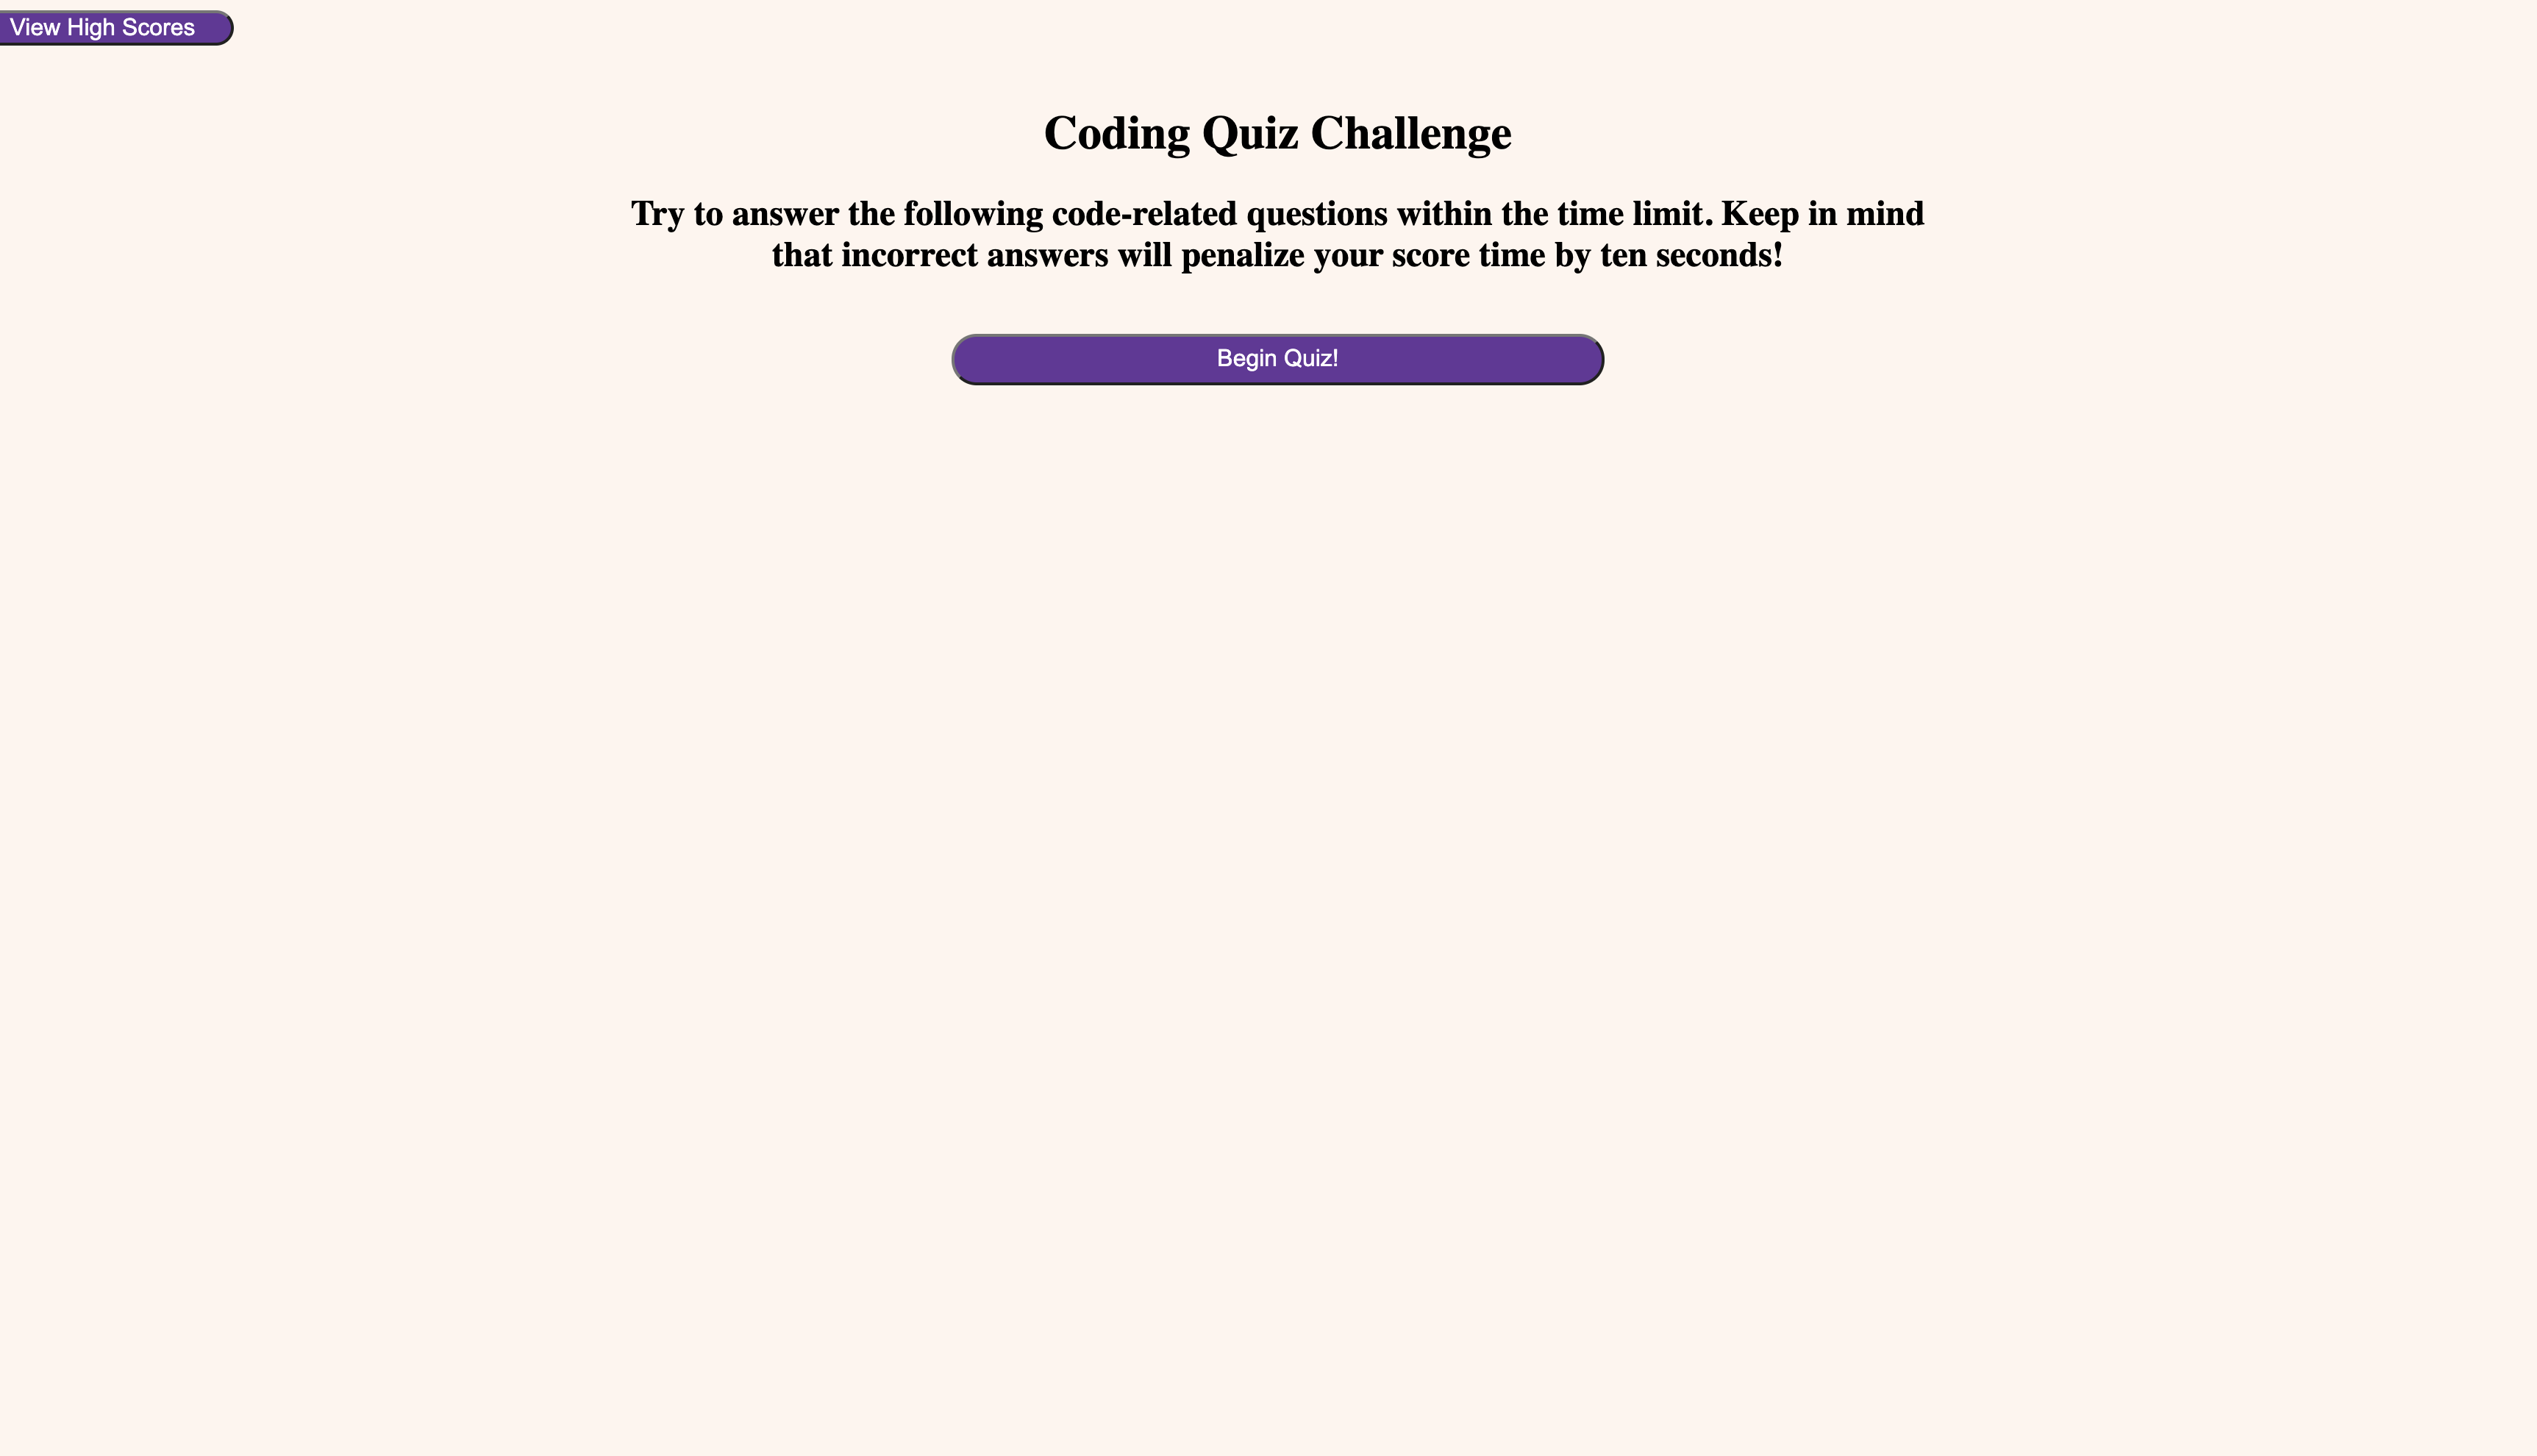 View High Scores
Coding Quiz Challenge
Try to answer the following code-related questions within the time limit. Keep in mind
that incorrect answers will penalize your score time by ten seconds!
Begin Quiz!